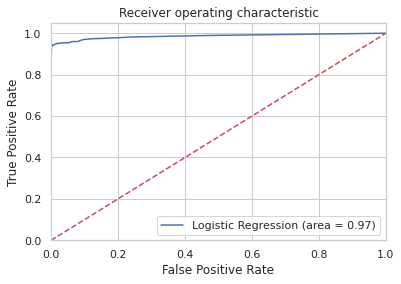 Receiver operating characteristic
True Positive Rate
1.0
0.8
0.6
0.4
0.2
0.0
Logistic Regression (area = 0.97)
0.0 0.2 0.4 0.6 0.8 1.0
False Positive Rate